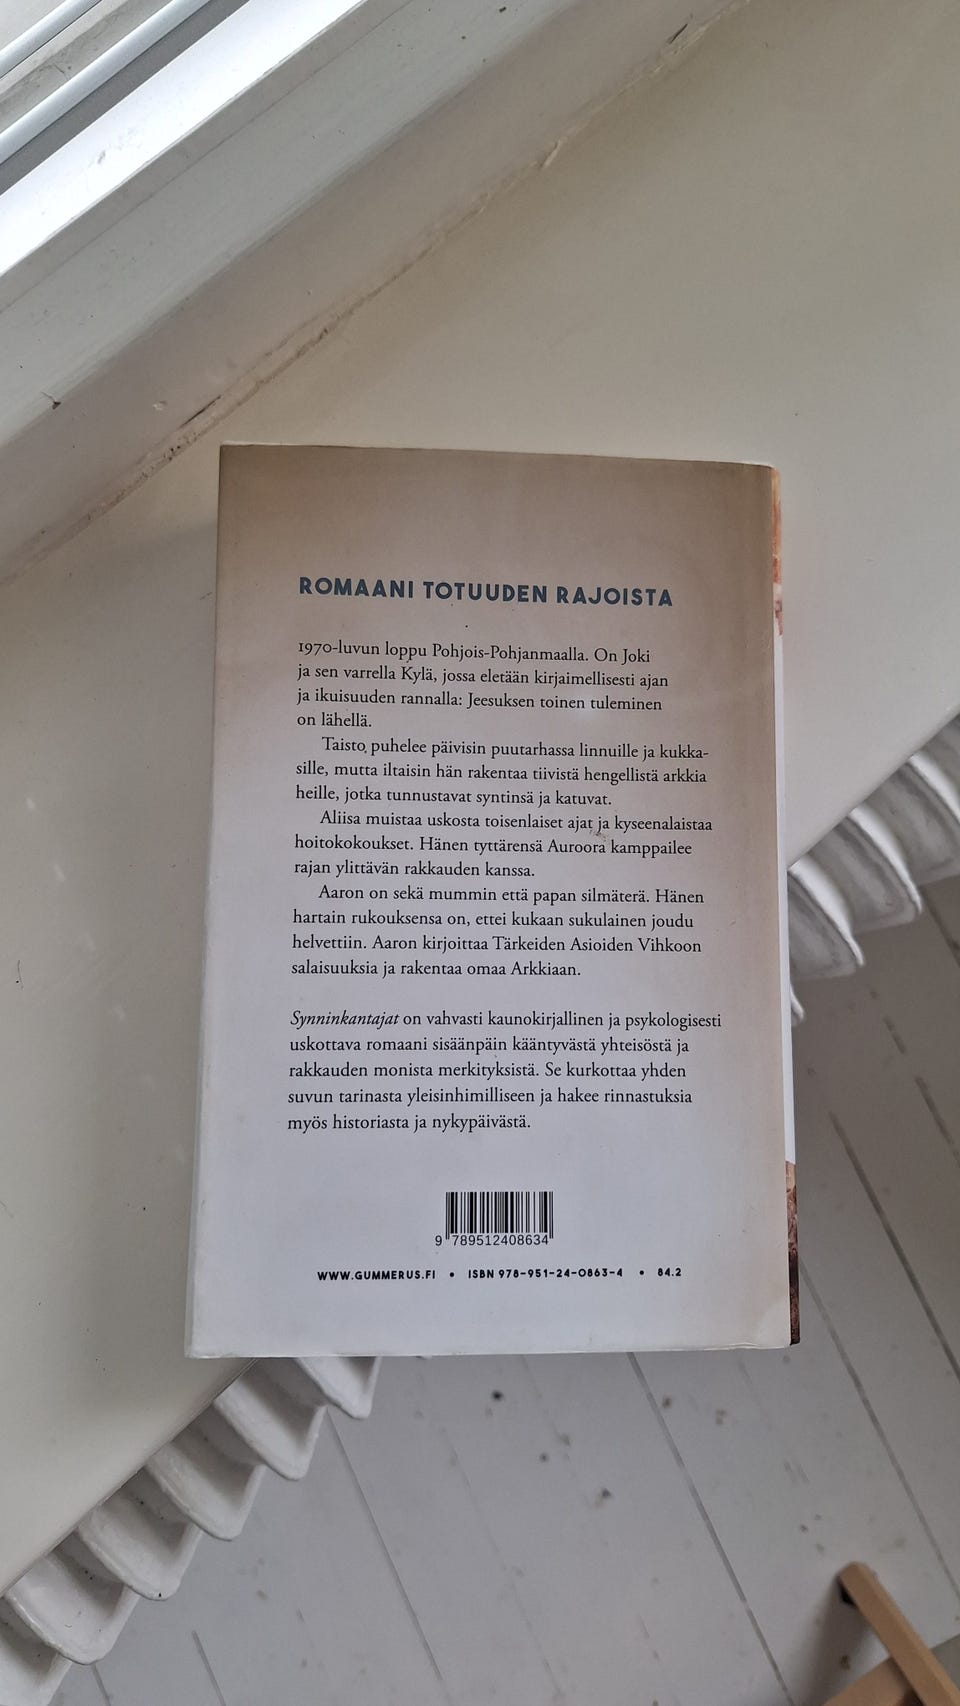 ROMAANI TOTUUDEN RAJOISTA
1970-luvun loppu Pohjois-Pohjanmaalla. On Joki
ja sen varrella Kylä, jossa eletään kirjaimellisesti ajan
ja ikuisuuden rannalla: Jeesuksen toinen tuleminen
on lähellä.
Taisto puhelee päivisin puutarhassa linnuille ja kukka-
sille, mutta iltaisin hän rakentaa tiivistä hengellistä arkkia
heille, jotka tunnustavat syntinsä ja katuvat.
Aliisa muistaa uskosta toisenlaiset ajat ja kyseenalaistaa
hoitokokoukset. Hänen tyttärensä Auroora kamppailee
rajan ylittävän rakkauden kanssa.
Aaron on sekä mummin että papan silmäterä. Hänen
hartain rukouksensa on, ettei kukaan sukulainen joudu
helvettiin. Aaron kirjoittaa Tärkeiden Asioiden Vihkoon
salaisuuksia ja rakentaa omaa Arkkiaan.
Synninkantajat on vahvasti kaunokirjallinen ja psykologisesti
uskottava romaani sisäänpäin kääntyvästä yhteisöstä ja
rakkauden monista merkityksistä. Se kurkottaa yhden
suvun tarinasta yleisinhimilliseen ja hakee rinnastuksia
myös historiasta ja nykypäivästä.
9 789512 408634
WWW.GUMMERUS.FI • ISBN 978-951-24-0863-4 • 84.2